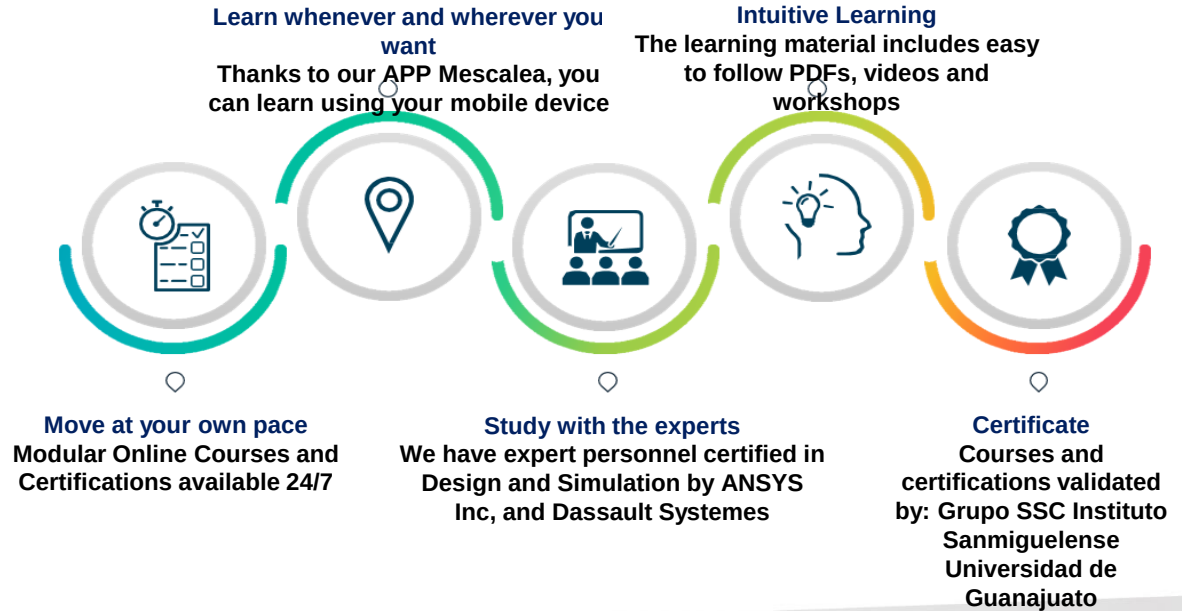 Learn whenever and wherever you
want
Thanks to our APP Mescalea, you
can learn using your mobile device
Intuitive Learning
The learning material includes easy
to follow PDFs, videos and
workshops
Move at your own pace
Modular Online Courses and
Certifications available 24/7
Study with the experts
We have expert personnel certified in
Design and Simulation by ANSYS
Inc, and Dassault Systemes
Certificate
Courses and
certifications validated
by: Grupo SSC Instituto
Sanmiguelense
Universidad de
Guanajuato